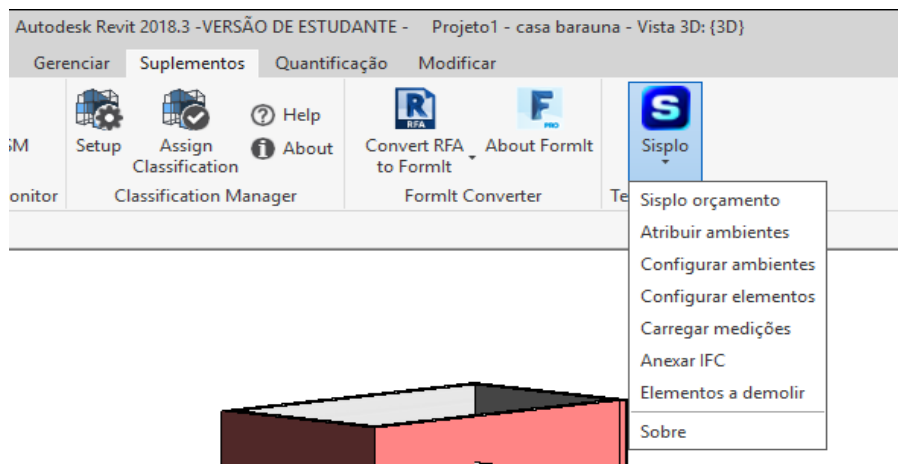 Autodesk Revit 2018.3 -VERSÃO DE ESTUDANTE - Projeto1 - casa barauna - Vista 3D: {3D}
Gerenciar Suplementos Quantificação Modificar
SM
Setup
Assign
Classification
Help
About
RFA
Convert RFA
to FormIt
PRO
About FormIt
S
Sisplo
onitor
Classification Manager
FormIt Converter
Te
Sisplo orçamento
Atribuir ambientes
Configurar ambientes
Configurar elementos
Carregar medições
Anexar IFC
Elementos a demolir
Sobre